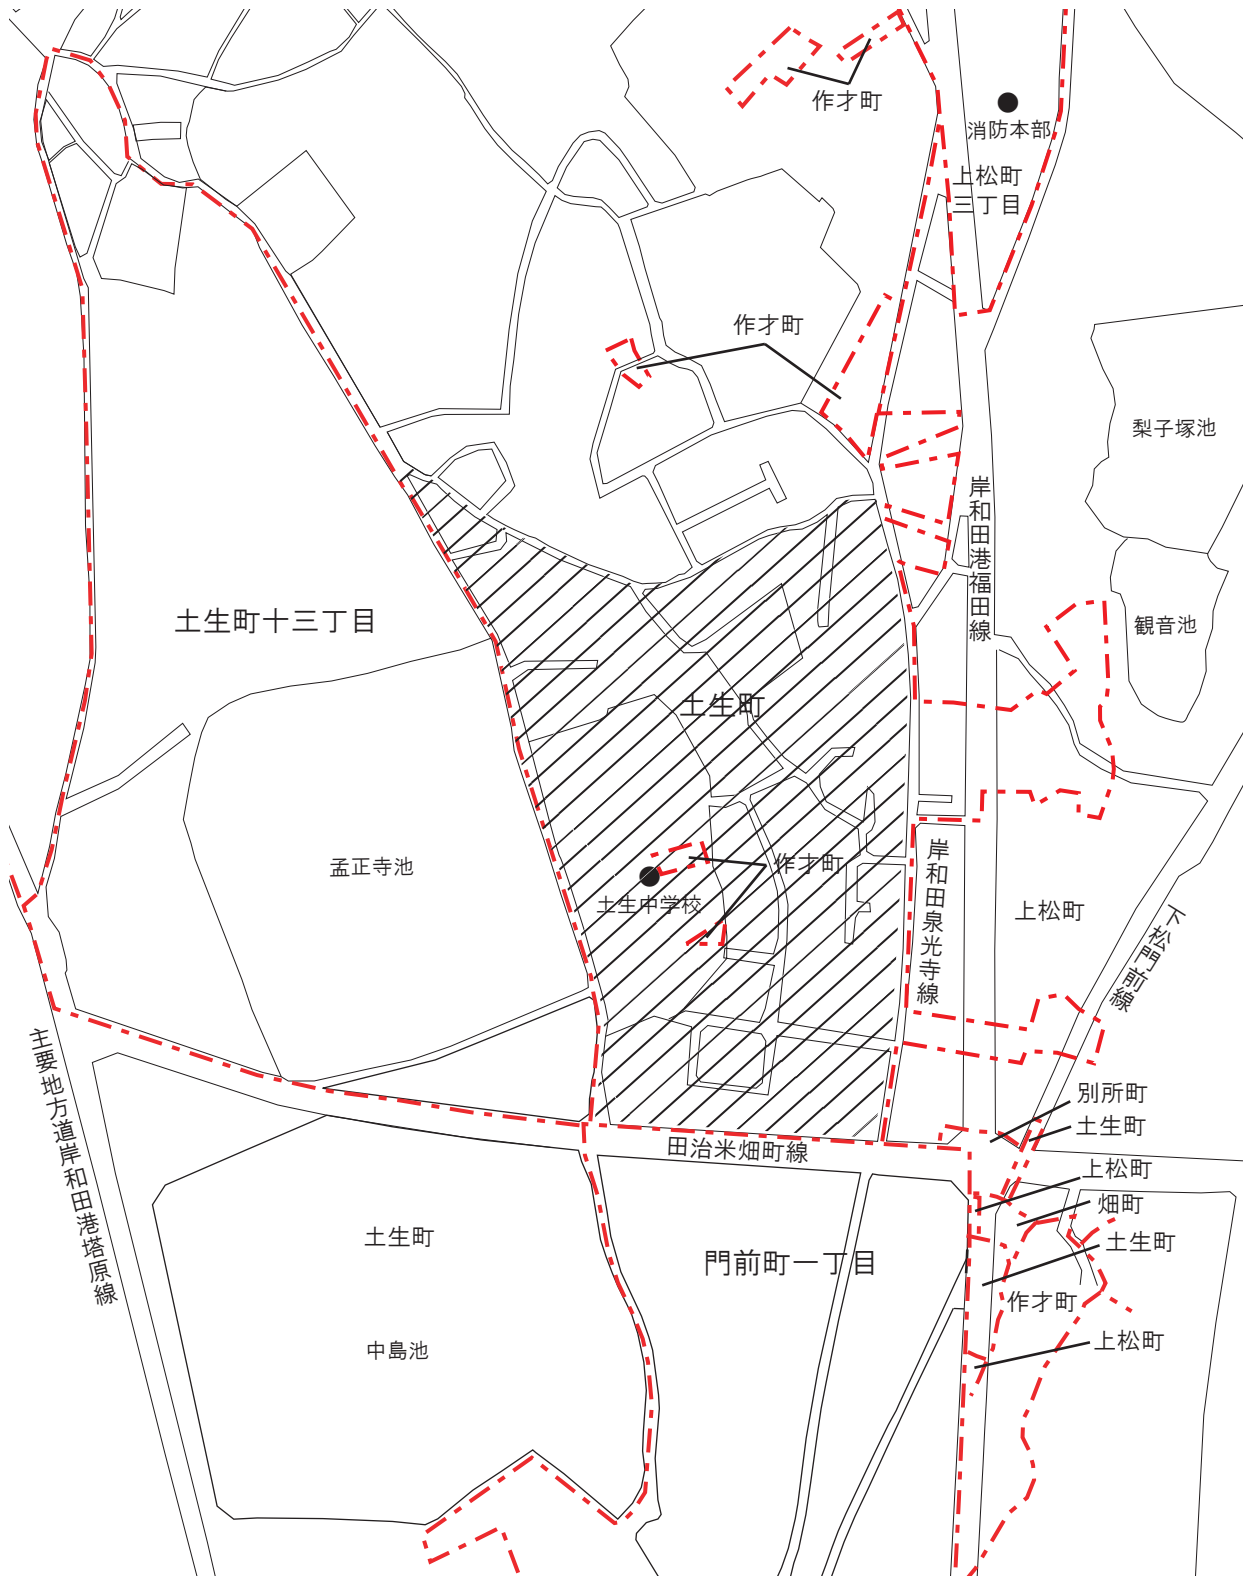 作才町
消防本部
上松町
三丁目
作才町
梨子塚池
岸和田港福田線
土生町十三丁目
観音池
土生町
孟正寺池
作才町
土生中学校
岸和田泉光寺線
上松町
下松門前線
主要地方道岸和田港塔原線
別所町
土生町
田治米畑町線
上松町
畑町
土生町
土生町
門前町一丁目
作才町
上松町
中島池